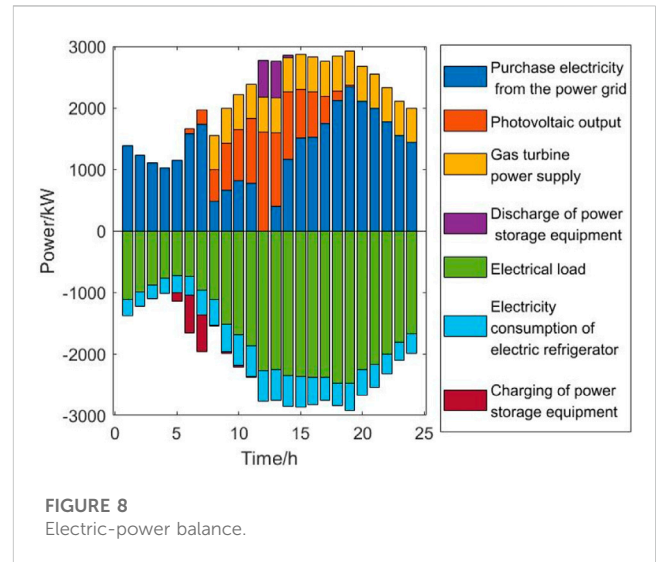 3000
2000
1000
0
-1000
-2000
-3000
Power/kW
0
5
10
15
20
25
Time/h
Purchase electricity
from the power grid
Photovoltaic output
Gas turbine
power supply
Discharge of power
storage equipment
Electrical load
Electricity
consumption of
electric refrigerator
Charging of power
storage equipment
FIGURE 8
Electric-power balance.